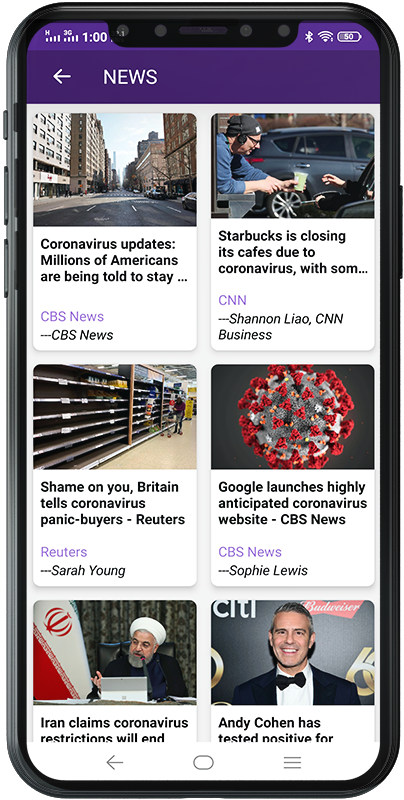 H 3G 1:00 50
NEWS
Coronavirus updates:
Millions of Americans
are being told to stay ...
CBS News
---CBS News
Starbucks is closing
its cafes due to
coronavirus, with som...
CNN
---Shannon Liao, CNN
Business
Shame on you, Britain
tells coronavirus
panic-buyers - Reuters
Reuters
---Sarah Young
Google launches highly
anticipated coronavirus
website - CBS News
CBS News
---Sophie Lewis
Iran claims coronavirus
restrictions will end
citi
Budweiser
Andy Cohen has
tested positive for